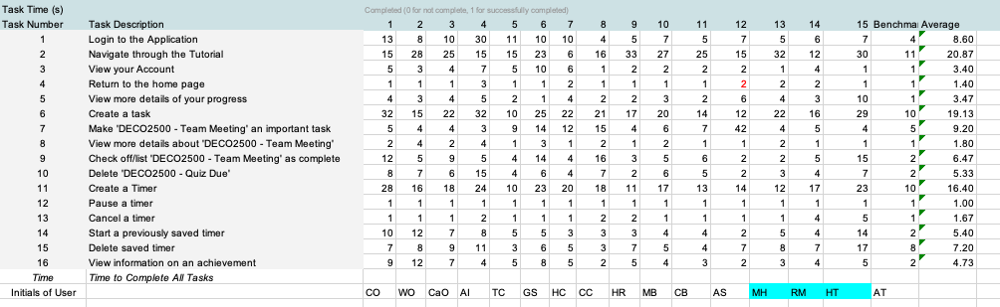 Task Time (s) Completed (0 for not complete, 1 for successfully completed)
Task Number Task Description 1 2 3 4 5 6 7 8 9 10 11 12 13 14 15 Benchmar Average
1 Login to the Application 13 8 10 30 11 10 10 4 5 7 5 7 5 6 7 4 8.60
2 Navigate through the Tutorial 15 28 25 15 15 23 6 16 33 27 25 15 32 12 30 11 20.87
3 View your Account 5 3 4 7 5 10 6 1 2 2 2 2 1 4 1 1 3.40
4 Return to the home page 1 1 1 3 1 1 2 1 1 1 1 2 2 2 1 1 1.40
5 View more details of your progress 4 3 4 5 2 1 4 2 2 3 2 6 4 3 10 1 3.47
6 Create a task 32 15 22 32 10 25 22 21 17 20 14 12 22 16 29 10 19.13
7 Make 'DECO2500 - Team Meeting' an important task 5 4 4 3 9 14 12 15 4 6 7 42 4 5 4 5 9.20
8 View more details about 'DECO2500 - Team Meeting' 2 4 2 4 1 3 1 2 1 2 1 1 1 1 1 1 1.80
9 Check off/list 'DECO2500 - Team Meeting' as complete 12 5 9 5 4 14 4 16 3 5 6 2 2 5 15 2 6.47
10 Delete 'DECO2500 - Quiz Due' 8 7 6 15 4 6 4 7 2 6 5 2 3 4 7 2 5.33
11 Create a Timer 28 16 18 24 10 23 20 18 11 17 13 14 12 17 23 10 16.40
12 Pause a timer 1 1 1 1 1 1 1 1 1 1 1 1 1 1 1 1 1.00
13 Cancel a timer 1 1 1 2 1 1 1 2 2 1 1 1 1 4 5 1 1.67
14 Start a previously saved timer 10 12 7 8 5 5 3 3 3 4 4 2 5 4 14 2 5.40
15 Delete saved timer 7 8 9 11 3 6 5 3 7 5 4 7 8 7 17 8 7.20
16 View information on an achievement 9 12 7 4 5 8 5 2 5 4 3 2 3 4 5 2 4.73
Time Time to Complete All Tasks
Initials of User CO WO CaO AI TC GS HC CC HR MB CB AS MH RM HT AT